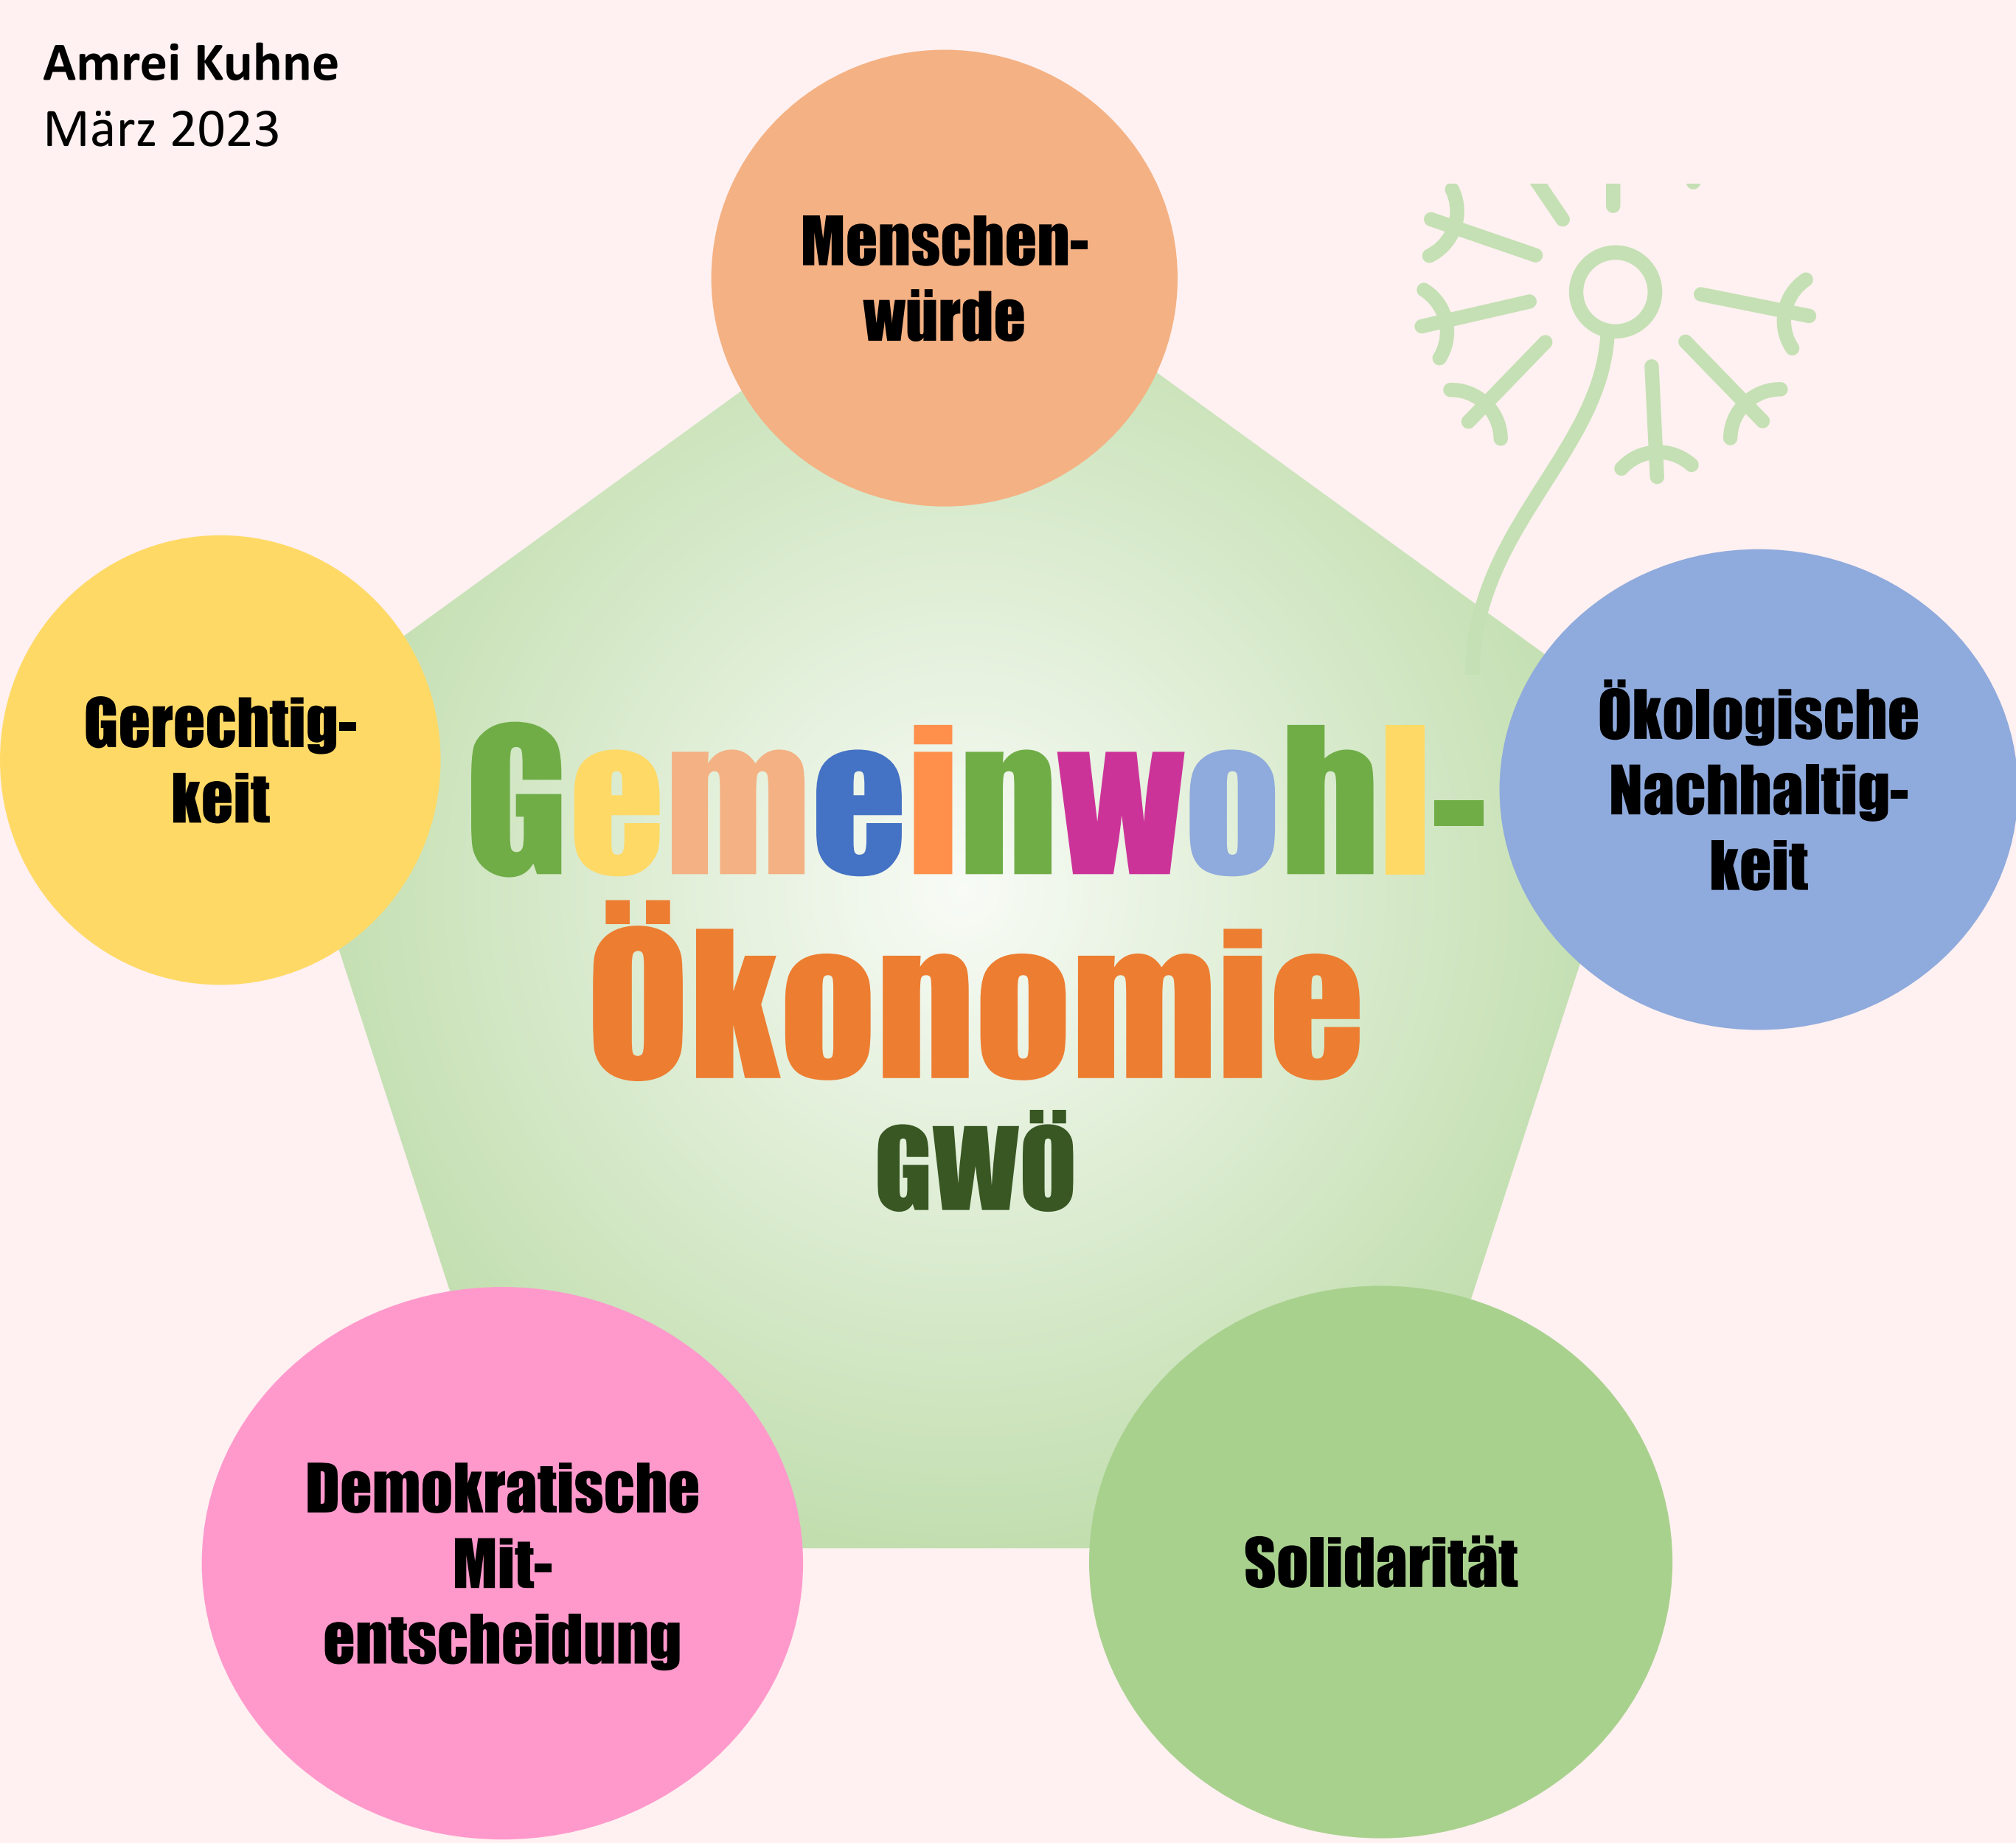 Amrei Kuhne
März 2023
Menschen-
würde
Gerechtig-
keit
Ökologische
Nachhaltig-
keit
Gemeinwohl-
Ökonomie
GWÖ
Demokratische
Mit-
entscheidung
Solidarität